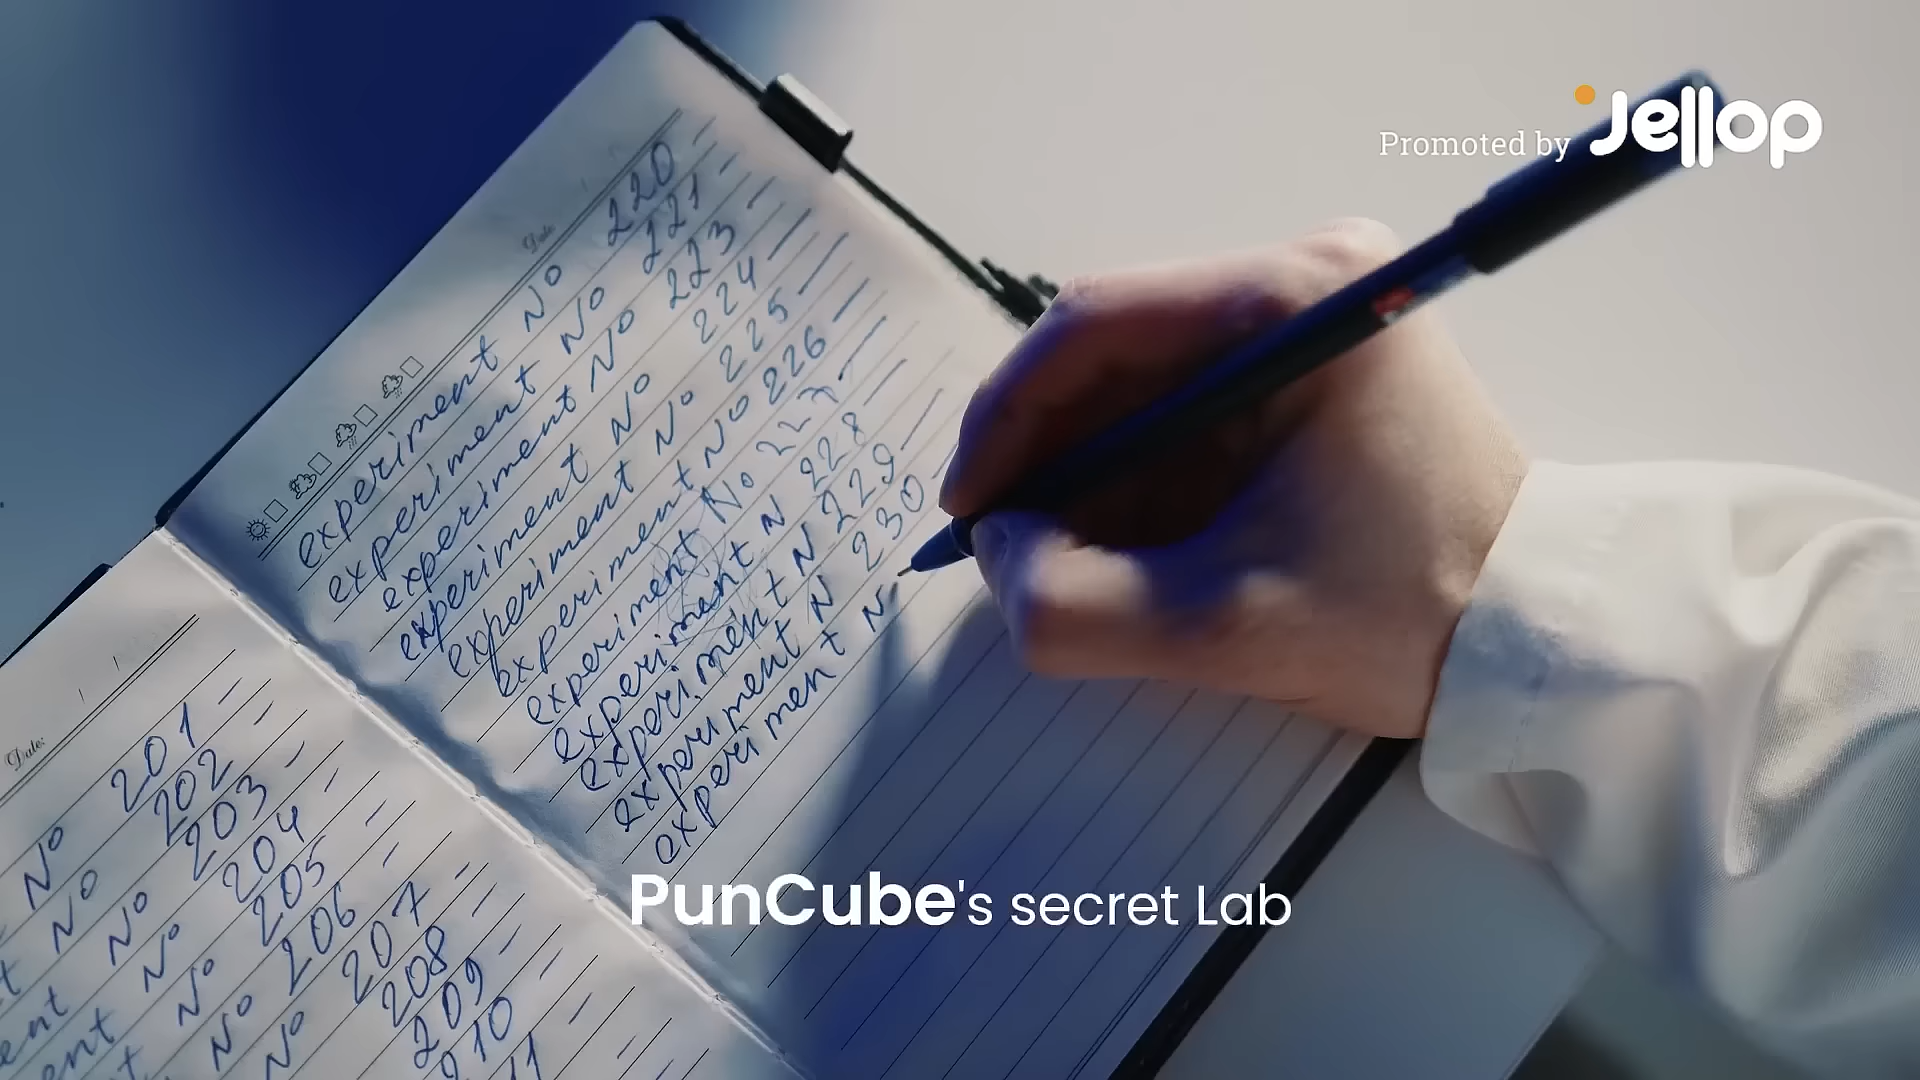 Promoted by Jellop
Date:
experiment No 220 -
experiment No 221 -
experiment No 223 -
experiment No 224 -
experiment No 225 -
experiment No 226 -
experiment No 227 -
experiment N 228 -
experiment N 229 -
experiment N 230 -
experiment N
Date:
No 201 -
No 202 -
No 203 -
No 204 -
No 205 -
No 206 -
No 207 -
208 -
209 -
210 -
PunCube's secret Lab